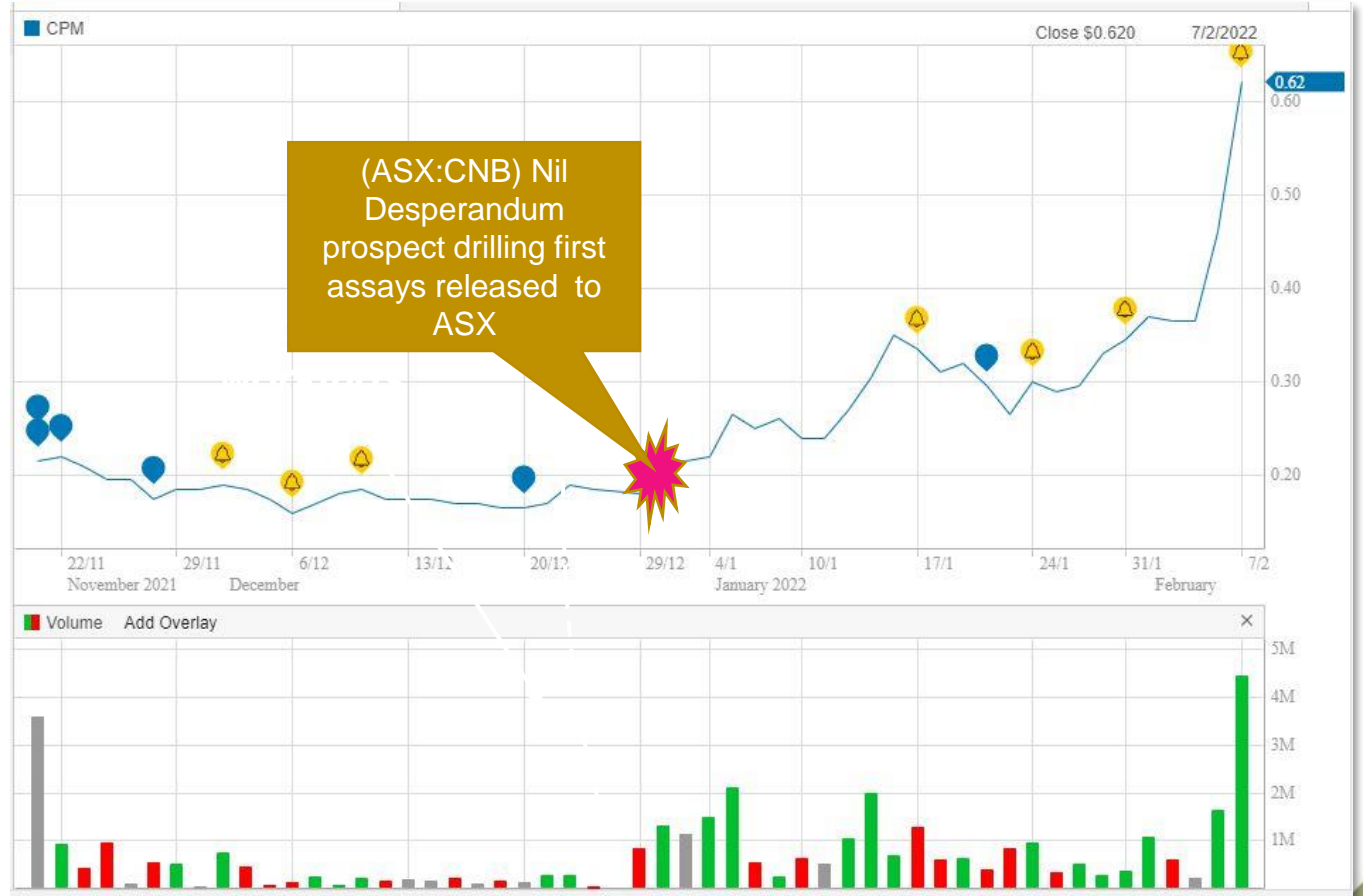 CPM
Close $0.620 7/2/2022
0.62
0.60
(ASX:CNB) Nil
Desperandum
prospect drilling first
assays released to
ASX
0.50
0.40
0.30
0.20
22/11 29/11 6/12 13/12 20/12 29/12 4/1 10/1 17/1 24/1 31/1 7/2
November 2021 December January 2022 February
Volume Add Overlay ×
5M
4M
3M
2M
1M